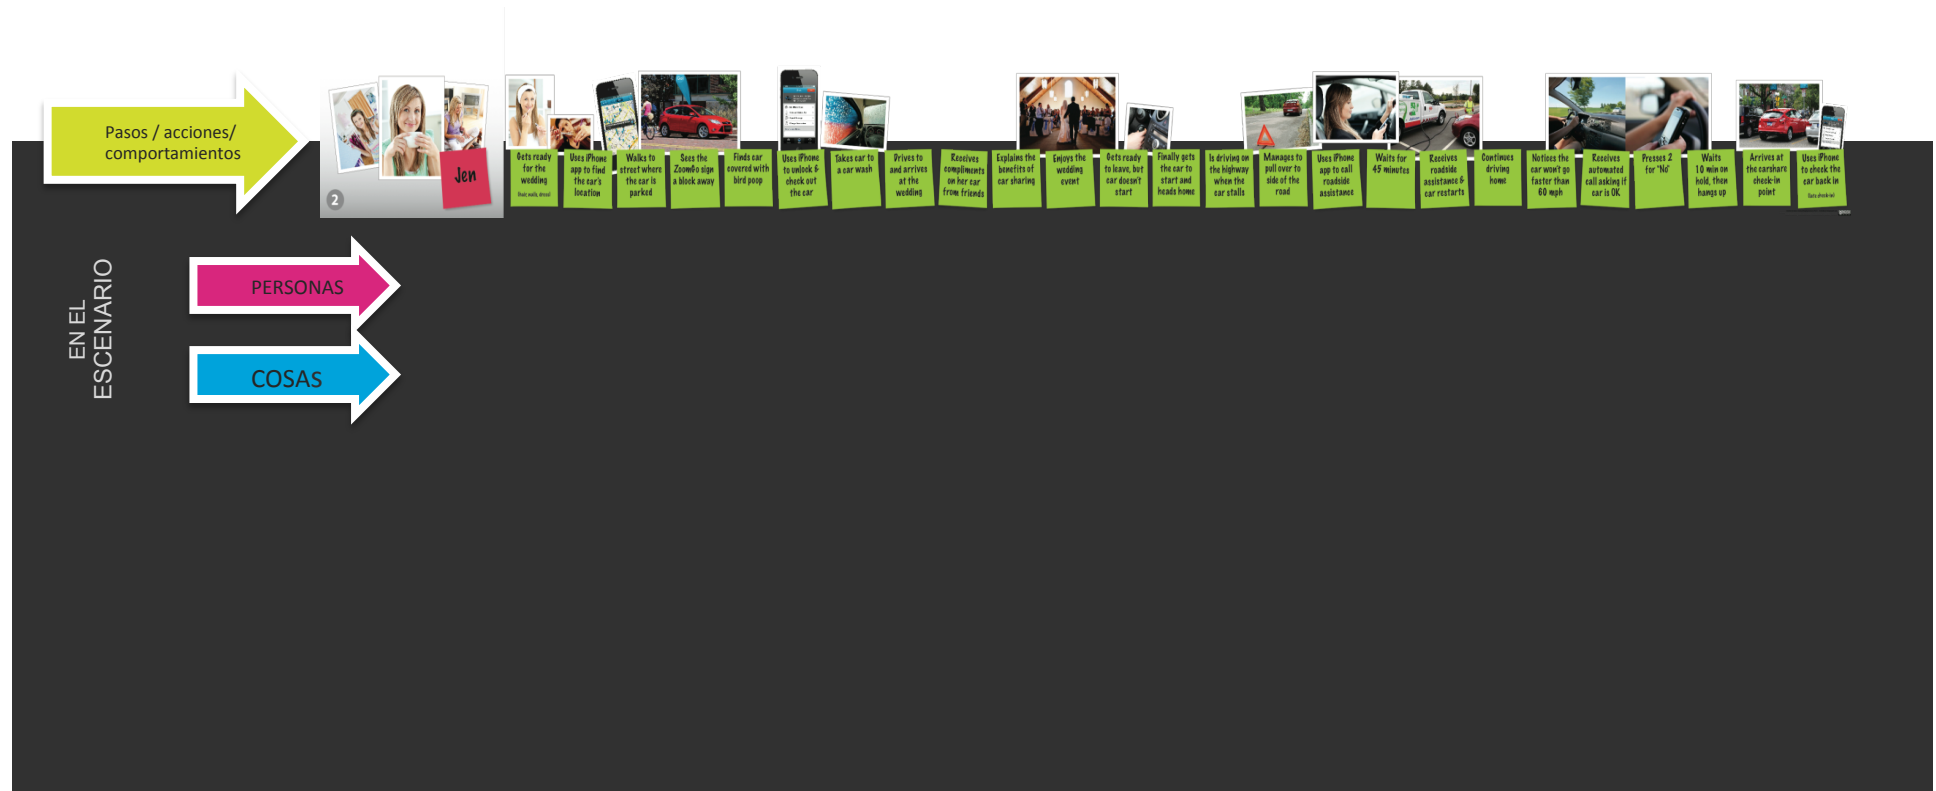 Pasos / acciones/
comportamientos
Jen
2
Gets ready
for the
wedding
Uses iPhone
app to find
the car's
location
Walks to
street where
the car is
parked
Sees the
ZoomGo sign
a block away
Finds car
covered with
bird poop
Uses iPhone
to unlock &
check out
the car
Takes car to
a car wash
Drives to
and arrives
at the
wedding
Receives
compliments
on her car
from friends
Explains the
benefits of
car sharing
Enjoys the
wedding
event
Gets ready
to leave, but
car doesn't
start
Finally gets
the car to
start and
heads home
Is driving on
the highway
when the
car stalls
Manages to
pull over to
side of the
road
Uses iPhone
app to call
roadside
assistance
Waits for
45 minutes
Receives
roadside
assistance &
car restarts
Continues
driving
home
Notices the
car won't go
faster than
60 mph
Receives
automated
call asking if
car is OK
Presses 2
for "No"
Waits
10 min on
hold, then
hangs up
Arrives at
the carshare
check-in
point
Uses iPhone
to check the
car back in
EN EL
ESCENARIO
PERSONAS
COSAS